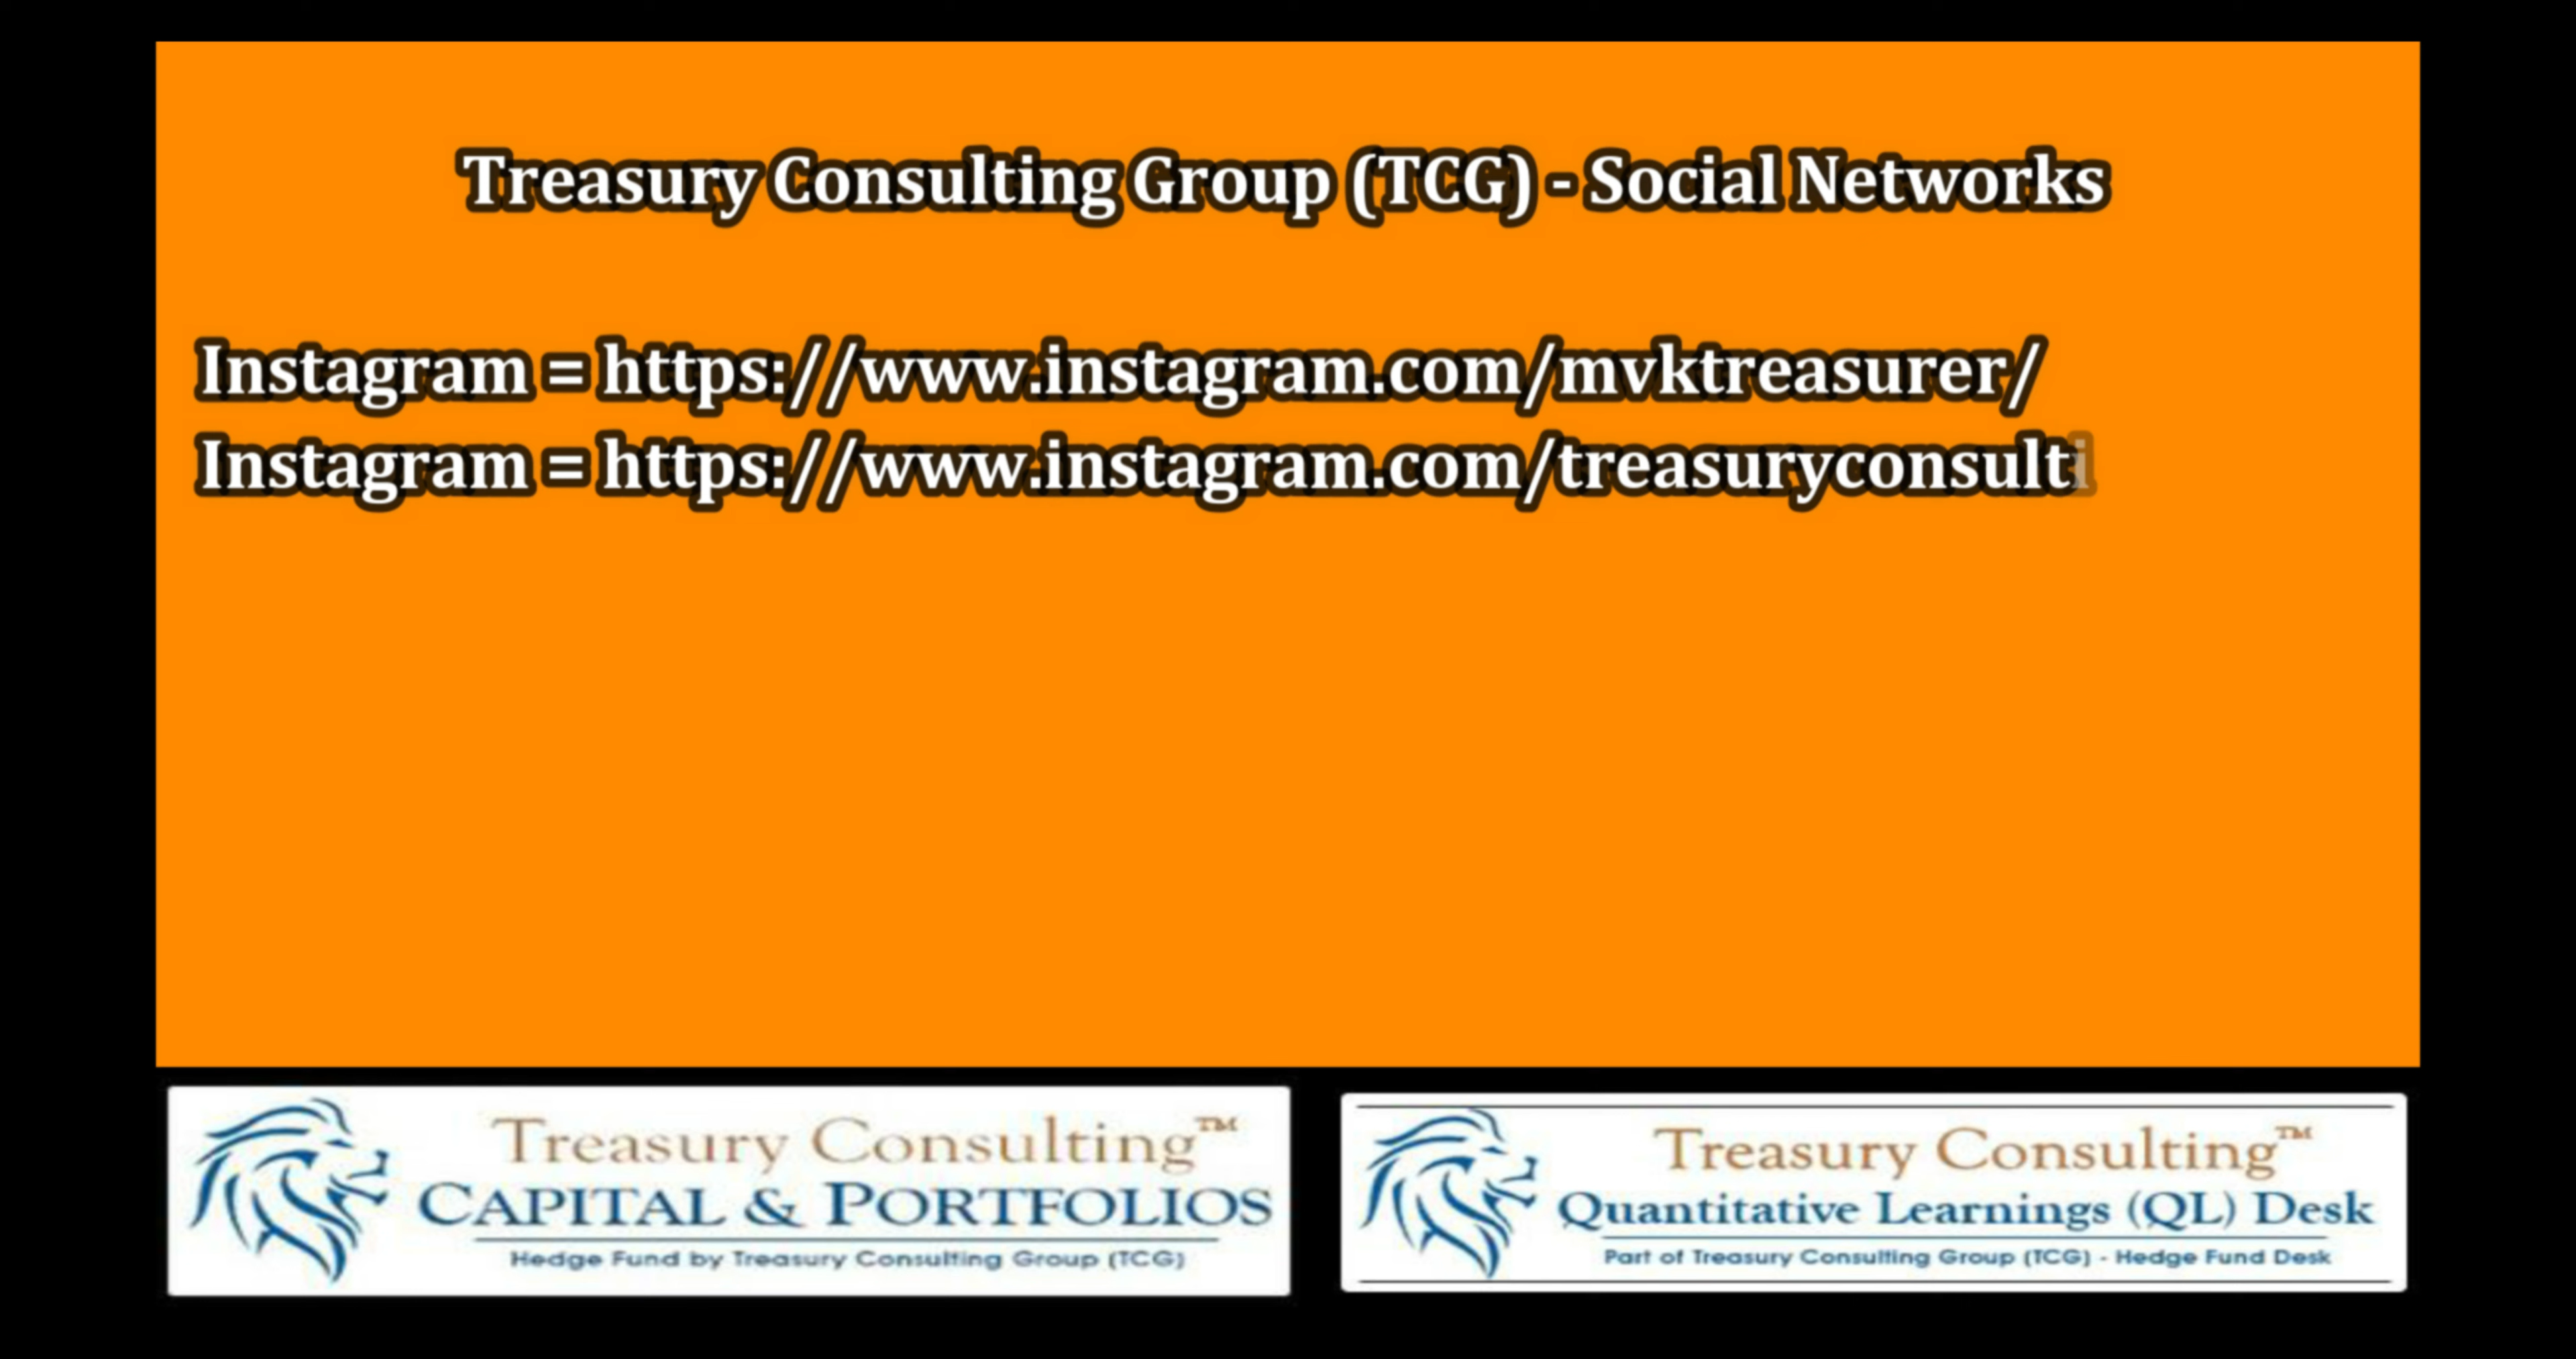 Treasury Consulting Group (TCG) - Social Networks
Instagram = https://www.instagram.com/mvktreasurer/
Instagram = https://www.instagram.com/treasuryconsulti
Treasury Consulting™
CAPITAL & PORTFOLIOS
Hedge Fund by Treasury Consulting Group (TCG)
Treasury Consulting™
Quantitative Learnings (QL) Desk
Part of Treasury Consulting Group (TCG) - Hedge Fund Desk